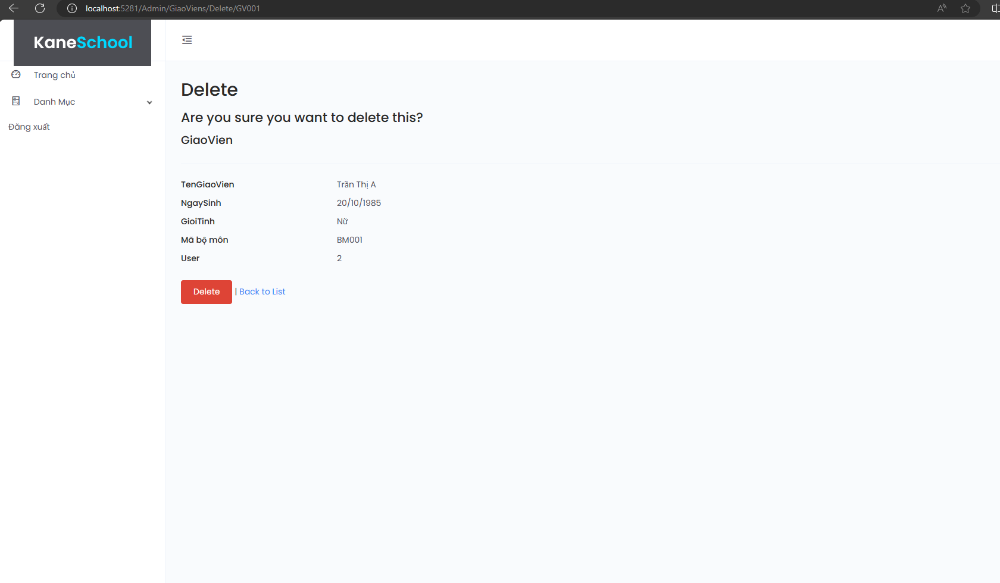 localhost:5281/Admin/GiaoViens/Delete/GV001
KaneSchool
Trang chủ
Danh Mục
Đăng xuất
Delete
Are you sure you want to delete this?
GiaoVien
TenGiaoVien Trần Thị A
NgaySinh 20/10/1985
GioiTinh Nữ
Mã bộ môn BM001
User 2
Delete | Back to List